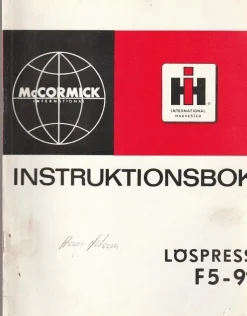 McCORMICK
INTERNATIONAL
INTERNATIONAL
HARVESTER
INSTRUKTIONSBOK
LÖSPRESS
F5-9